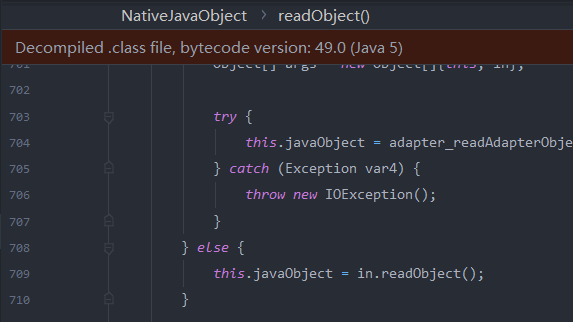 NativeJavaObject > readObject()
Decompiled .class file, bytecode version: 49.0 (Java 5)
701 Object[] args = new Object[]{this, in};
702
703 try {
704 this.javaObject = adapter_readAdapterObje
705 } catch (Exception var4) {
706 throw new IOException();
707 }
708 } else {
709 this.javaObject = in.readObject();
710 }